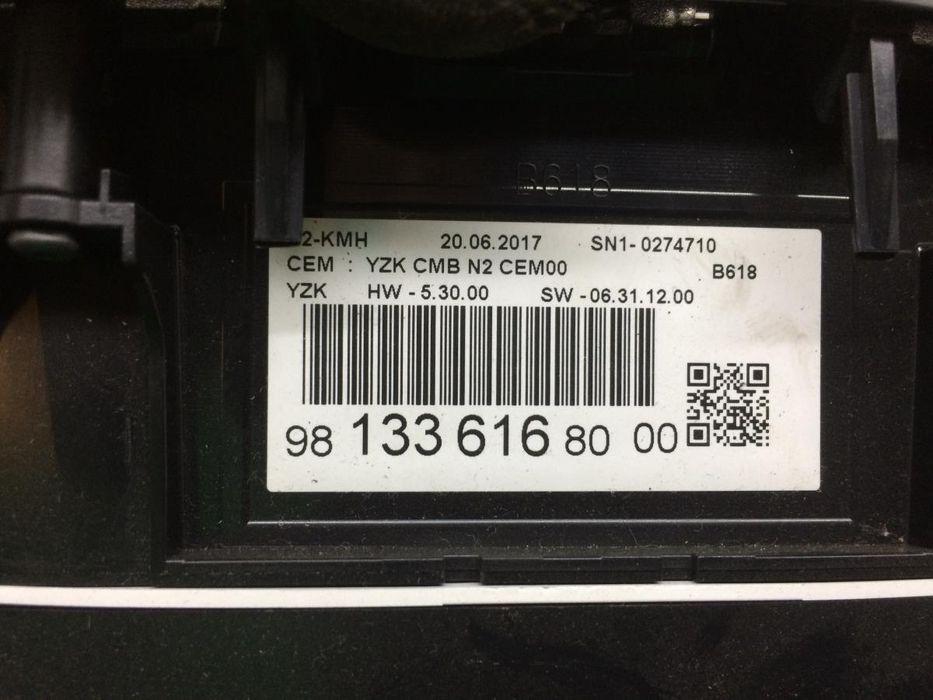 B618
2-KMH 20.06.2017 SN1- 0274710
CEM : YZK CMB N2 CEM00 B618
YZK HW - 5.30.00 SW - 06.31.12.00
98 133 616 80 00